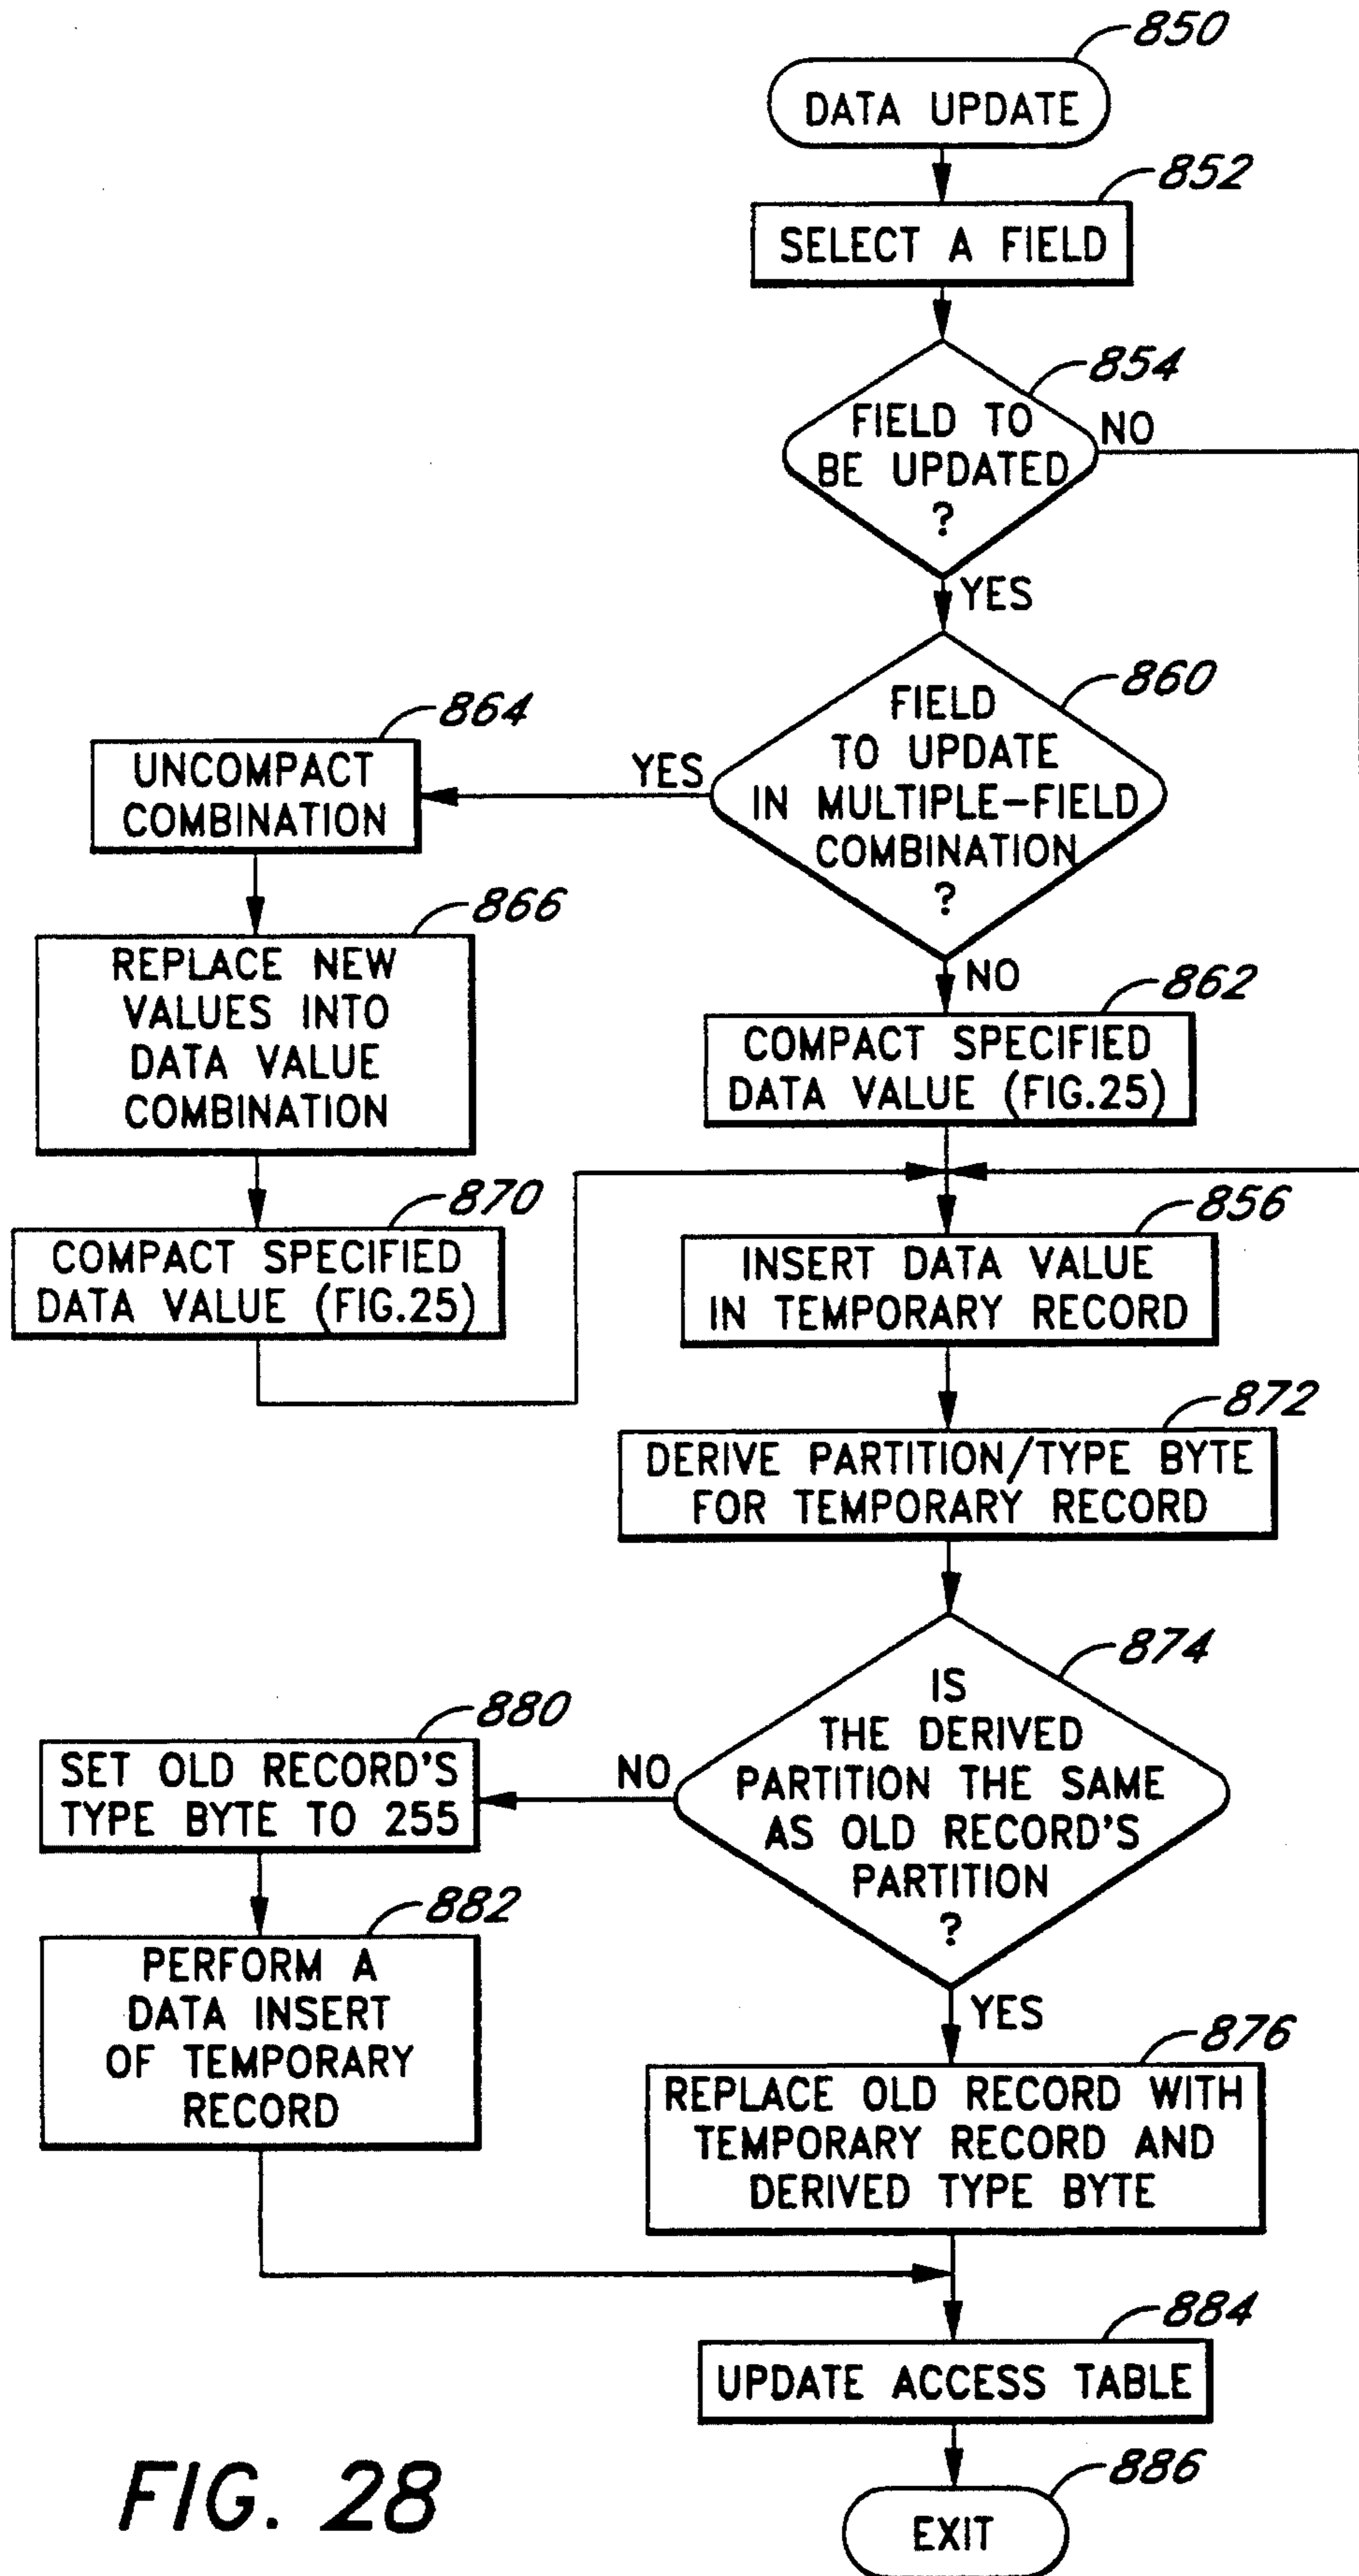 850
DATA UPDATE
852
SELECT A FIELD
854
FIELD TO
BE UPDATED
?
NO
YES
860
FIELD
TO UPDATE
IN MULTIPLE-FIELD
COMBINATION
?
YES
NO
864
UNCOMPACT
COMBINATION
866
REPLACE NEW
VALUES INTO
DATA VALUE
COMBINATION
862
COMPACT SPECIFIED
DATA VALUE (FIG.25)
870
COMPACT SPECIFIED
DATA VALUE (FIG.25)
856
INSERT DATA VALUE
IN TEMPORARY RECORD
872
DERIVE PARTITION/TYPE BYTE
FOR TEMPORARY RECORD
874
IS
THE DERIVED
PARTITION THE SAME
AS OLD RECORD'S
PARTITION
?
NO
YES
880
SET OLD RECORD'S
TYPE BYTE TO 255
882
PERFORM A
DATA INSERT
OF TEMPORARY
RECORD
876
REPLACE OLD RECORD WITH
TEMPORARY RECORD AND
DERIVED TYPE BYTE
884
UPDATE ACCESS TABLE
886
EXIT
FIG. 28